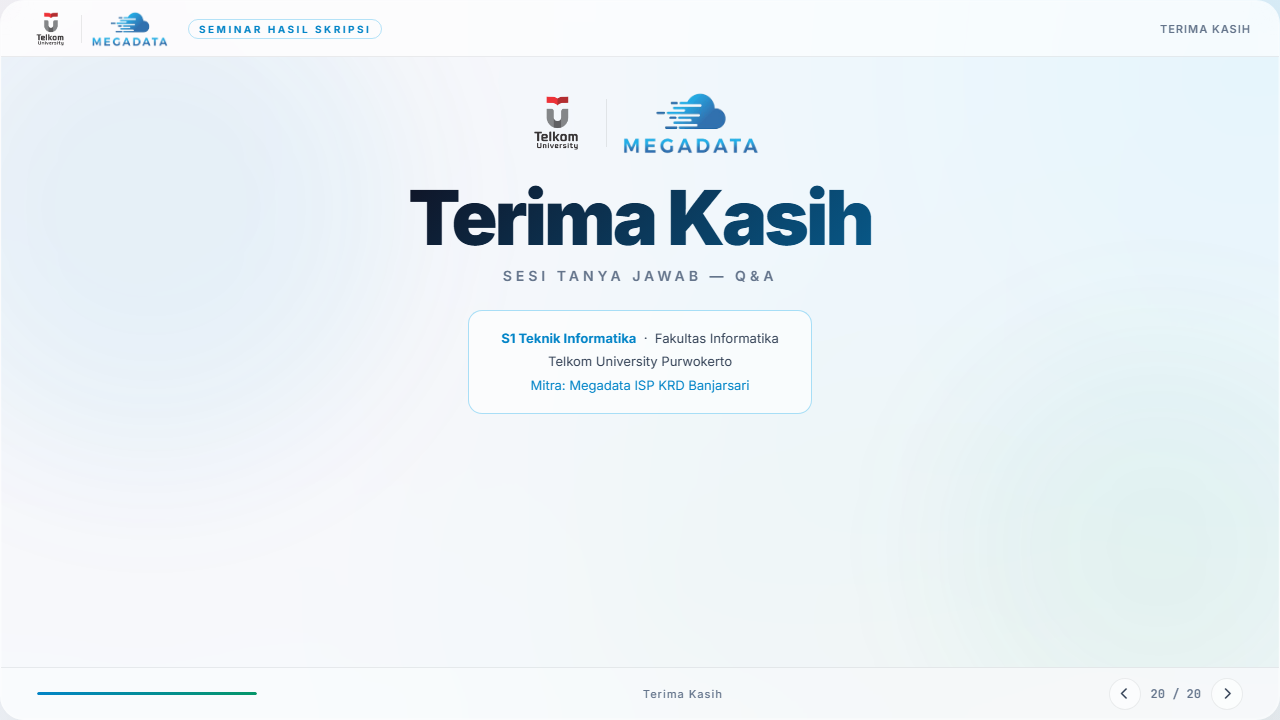 Telkom
University
MEGADATA
SEMINAR HASIL SKRIPSI
TERIMA KASIH
Telkom
University
MEGADATA
Terima Kasih
SESI TANYA JAWAB — Q&A
S1 Teknik Informatika · Fakultas Informatika
Telkom University Purwokerto
Mitra: Megadata ISP KRD Banjarsari
Terima Kasih
20 / 20